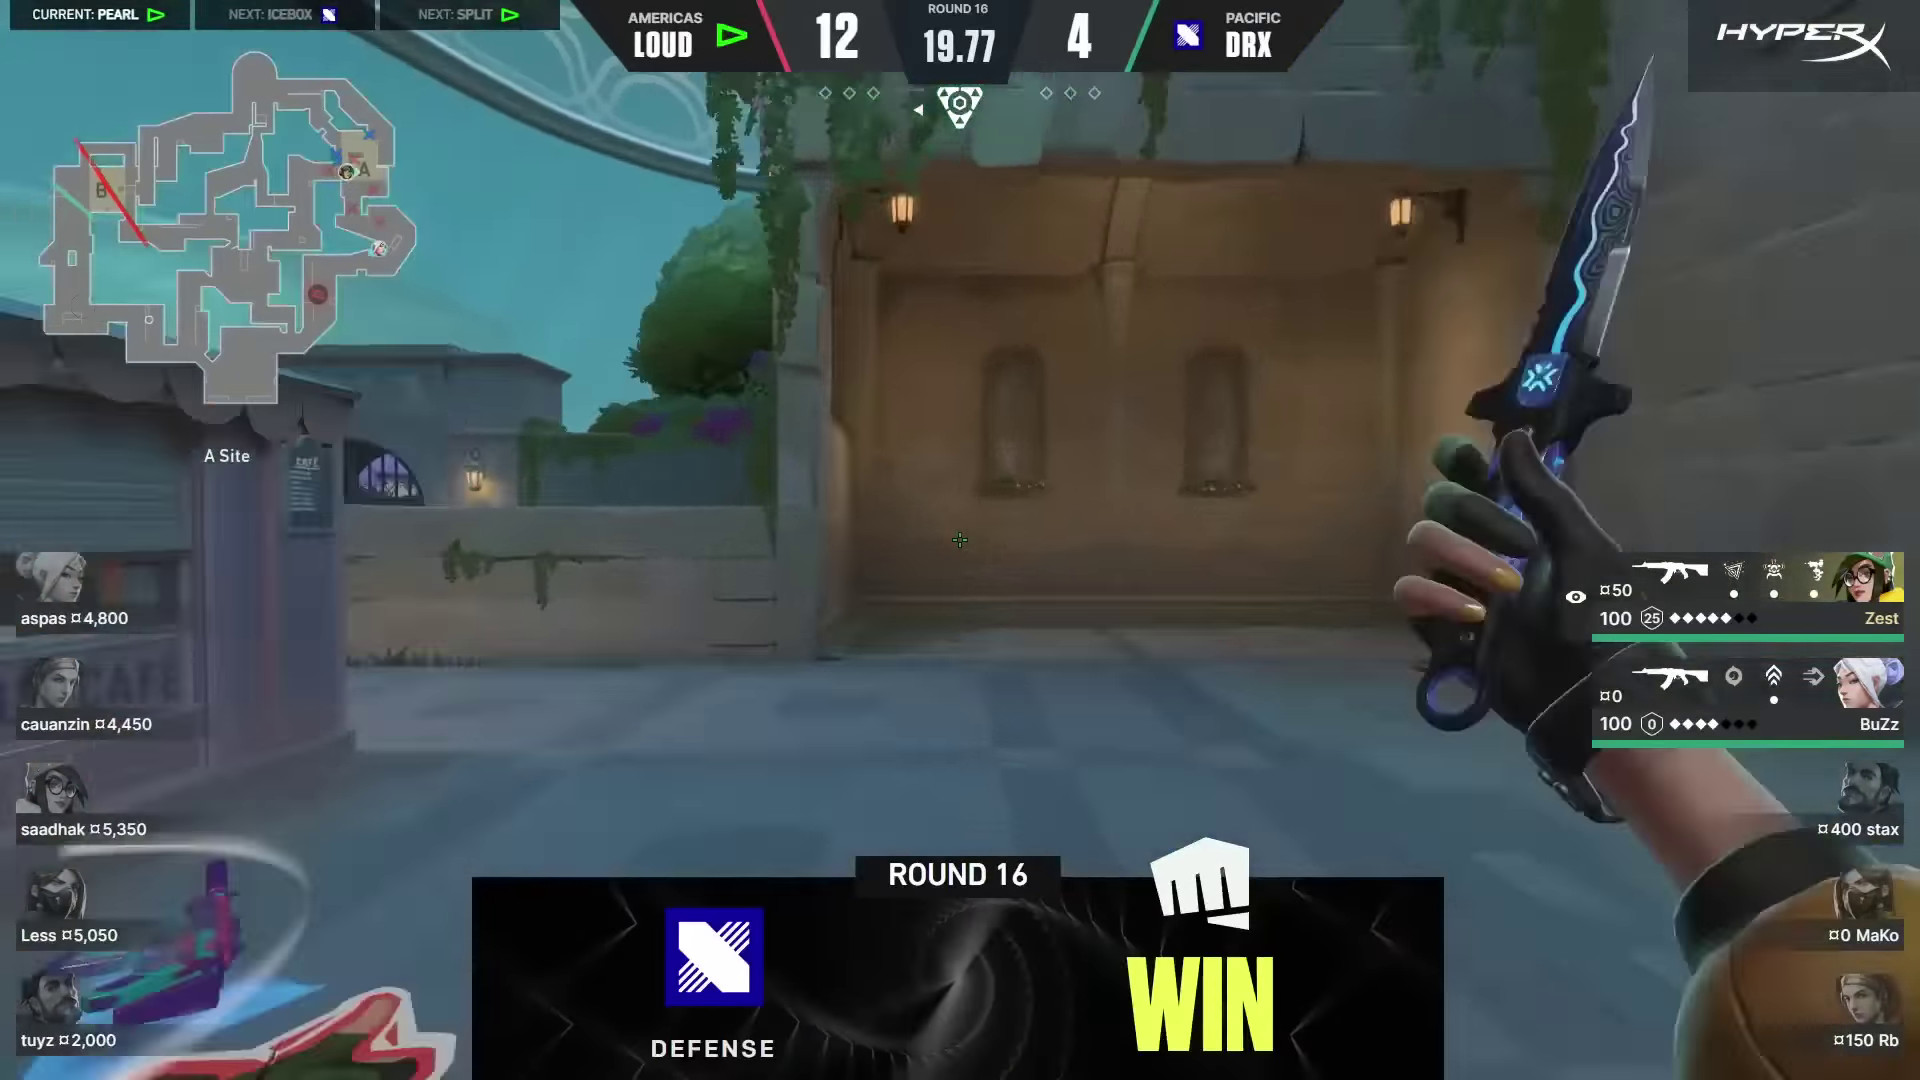 CURRENT: PEARL
NEXT: ICEBOX
NEXT: SPLIT
AMERICAS
LOUD
12
ROUND 16
19.77
4
PACIFIC
DRX
HYPERX
B
A
A Site
CAFÉ
aspas ¤4,800
cauanzin ¤4,450
saadhak ¤5,350
Less ¤5,050
tuyz ¤2,000
¤50
100 25
Zest
¤0
100 0
BuZz
¤400 stax
¤0 MaKo
¤150 Rb
ROUND 16
DEFENSE
WIN